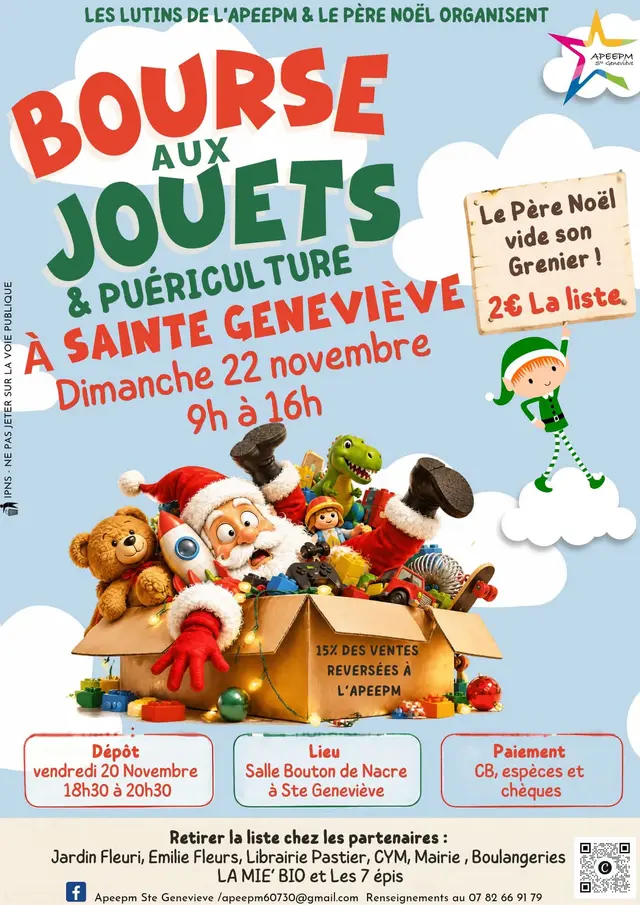 LES LUTINS DE L'APEEPM & LE PÈRE NOËL ORGANISENT
APEEPM
Ste Geneviève
BOURSE
AUX
JOUETS
& PUÉRICULTURE
À SAINTE GENEVIÈVE
Dimanche 22 novembre
9h à 16h
Le Père Noël
vide son
Grenier !
2€ La liste
IPNS - NE PAS JETER SUR LA VOIE PUBLIQUE
15% DES VENTES
REVERSÉES À
L'APEEPM
Dépôt
vendredi 20 Novembre
18h30 à 20h30
Lieu
Salle Bouton de Nacre
à Ste Geneviève
Paiement
CB, espèces et
chèques
Retirer la liste chez les partenaires :
Jardin Fleuri, Emilie Fleurs, Librairie Pastier, CYM, Mairie , Boulangeries
LA MIE' BIO et Les 7 épis
Apeepm Ste Genevieve /apeepm60730@gmail.com Renseignements au 07 82 66 91 79